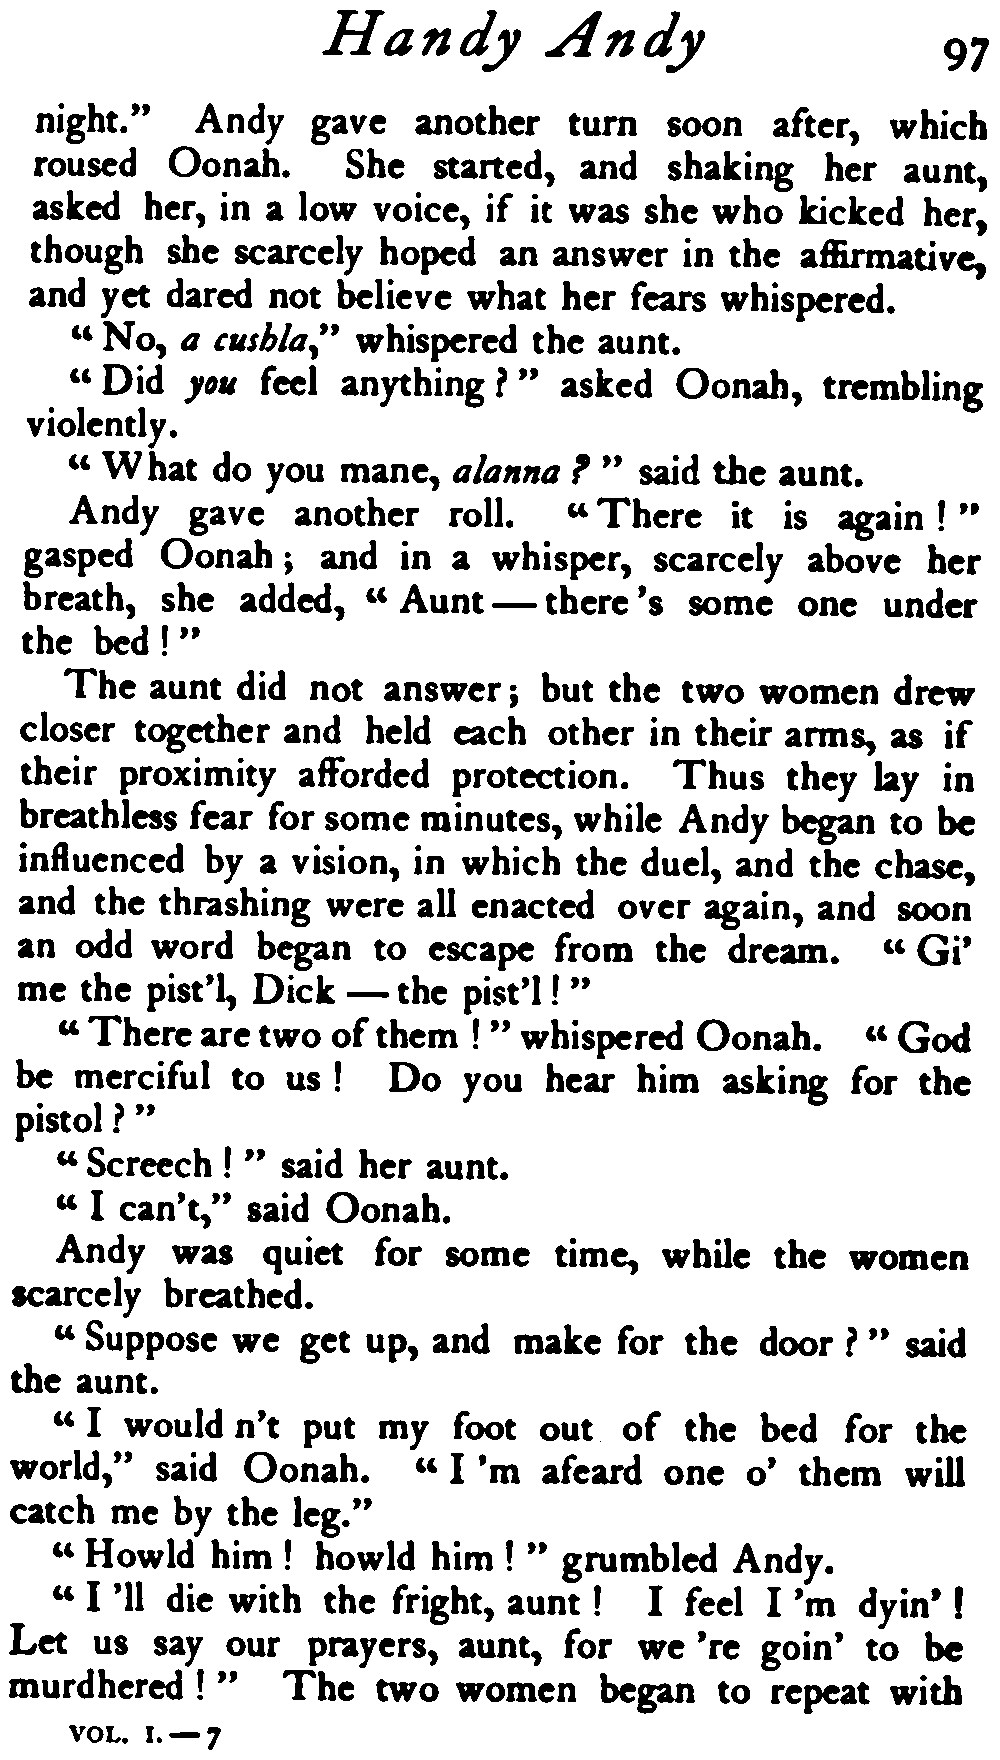 Handy Andy 97
night." Andy gave another turn soon after, which
roused Oonah. She started, and shaking her aunt,
asked her, in a low voice, if it was she who kicked her,
though she scarcely hoped an answer in the affirmative,
and yet dared not believe what her fears whispered.
"No, a cushla," whispered the aunt.
"Did you feel anything?" asked Oonah, trembling
violently.
"What do you mane, alanna?" said the aunt.
Andy gave another roll. "There it is again!"
gasped Oonah; and in a whisper, scarcely above her
breath, she added, "Aunt — there's some one under
the bed!"
The aunt did not answer; but the two women drew
closer together and held each other in their arms, as if
their proximity afforded protection. Thus they lay in
breathless fear for some minutes, while Andy began to be
influenced by a vision, in which the duel, and the chase,
and the thrashing were all enacted over again, and soon
an odd word began to escape from the dream. "Gi'
me the pist'l, Dick — the pist'l!"
"There are two of them!" whispered Oonah. "God
be merciful to us! Do you hear him asking for the
pistol?"
"Screech!" said her aunt.
"I can't," said Oonah.
Andy was quiet for some time, while the women
scarcely breathed.
"Suppose we get up, and make for the door?" said
the aunt.
"I would n't put my foot out of the bed for the
world," said Oonah. "I 'm afeard one o' them will
catch me by the leg."
"Howld him! howld him!" grumbled Andy.
"I 'll die with the fright, aunt! I feel I 'm dyin'!
Let us say our prayers, aunt, for we 're goin' to be
murdhered!" The two women began to repeat with
VOL. I. — 7